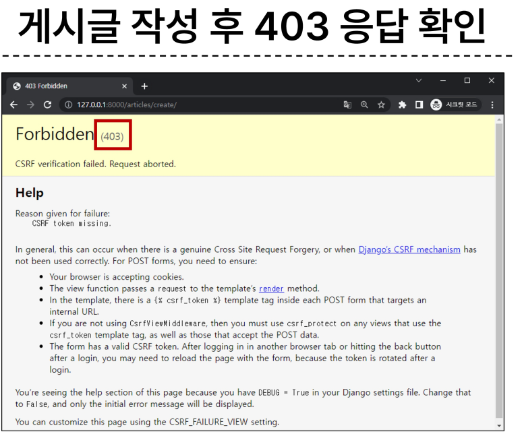 게시글 작성 후 403 응답 확인
403 Forbidden
127.0.0.1:8000/articles/create/
시크릿 모드
Forbidden (403)
CSRF verification failed. Request aborted.
Help
Reason given for failure:
CSRF token missing.
In general, this can occur when there is a genuine Cross Site Request Forgery, or when Django's CSRF mechanism has
not been used correctly. For POST forms, you need to ensure:
• Your browser is accepting cookies.
• The view function passes a request to the template's render method.
• In the template, there is a {% csrf_token %} template tag inside each POST form that targets an
internal URL.
• If you are not using CsrfViewMiddleware, then you must use csrf_protect on any views that use the
csrf_token template tag, as well as those that accept the POST data.
• The form has a valid CSRF token. After logging in in another browser tab or hitting the back button
after a login, you may need to reload the page with the form, because the token is rotated after a
login.
You're seeing the help section of this page because you have DEBUG = True in your Django settings file. Change that
to False, and only the initial error message will be displayed.
You can customize this page using the CSRF_FAILURE_VIEW setting.